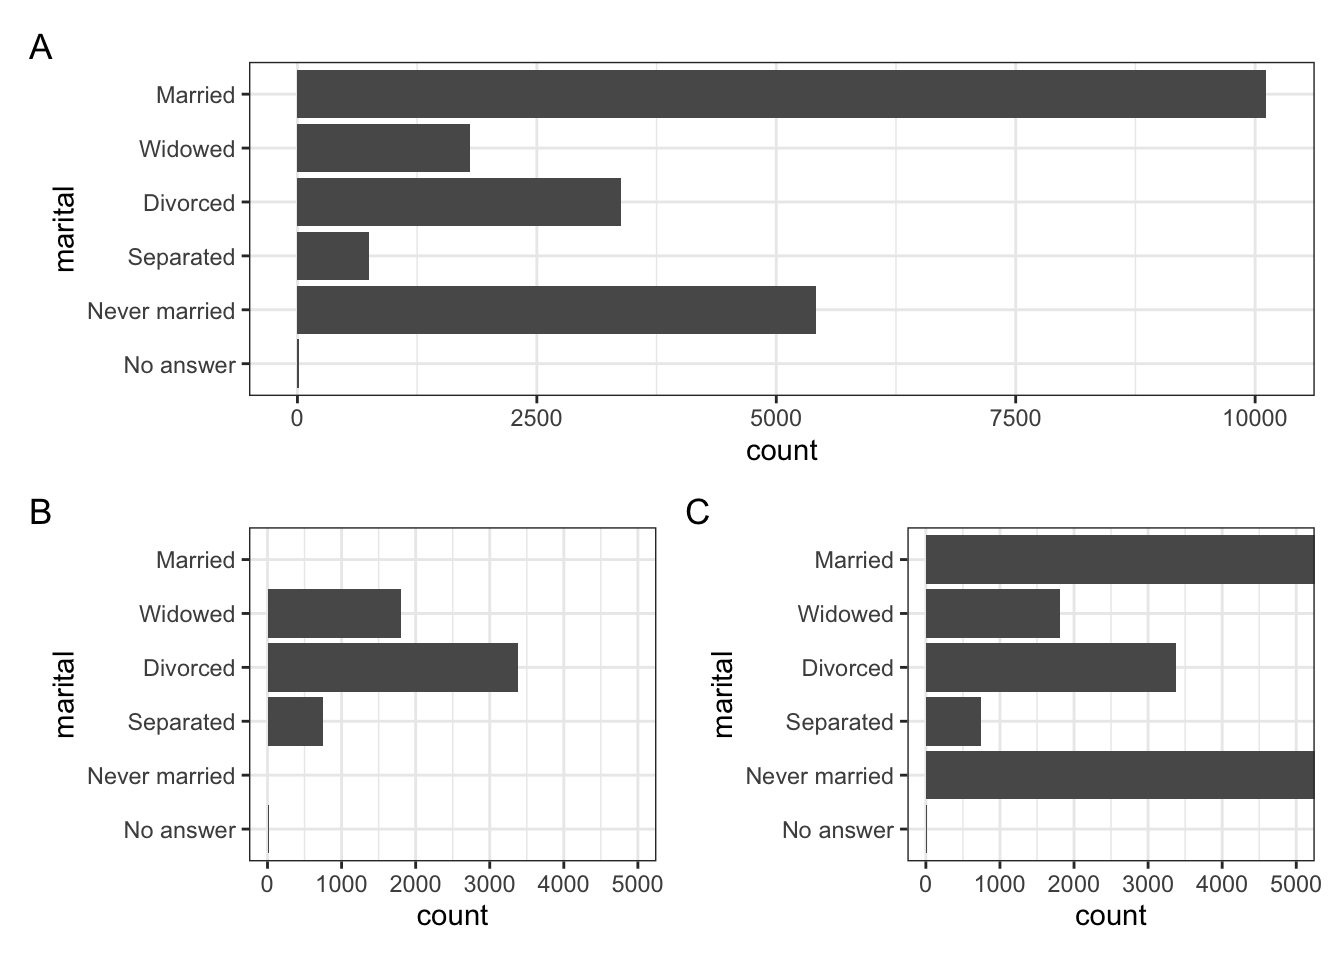 A
marital
Married
Widowed
Divorced
Separated
Never married
No answer
0 2500 5000 7500 10000
count
B
marital
Married
Widowed
Divorced
Separated
Never married
No answer
0 1000 2000 3000 4000 5000
count
C
marital
Married
Widowed
Divorced
Separated
Never married
No answer
0 1000 2000 3000 4000 5000
count